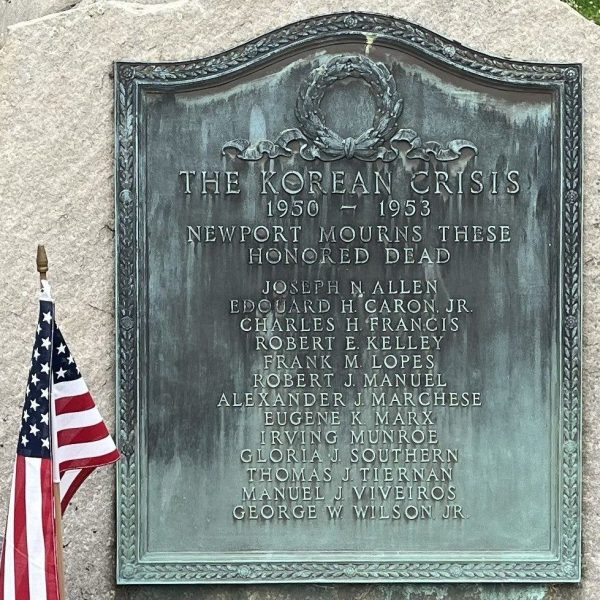 THE KOREAN CRISIS
1950 – 1953
NEWPORT MOURNS THESE
HONORED DEAD
JOSEPH N. ALLEN
EDOUARD H. CARON, JR.
CHARLES H. FRANCIS
ROBERT E. KELLEY
FRANK M. LOPES
ROBERT J. MANUEL
ALEXANDER J. MARCHESE
EUGENE K. MARX
IRVING MUNROE
GLORIA J. SOUTHERN
THOMAS J. TIERNAN
MANUEL J. VIVEIROS
GEORGE W. WILSON, JR.